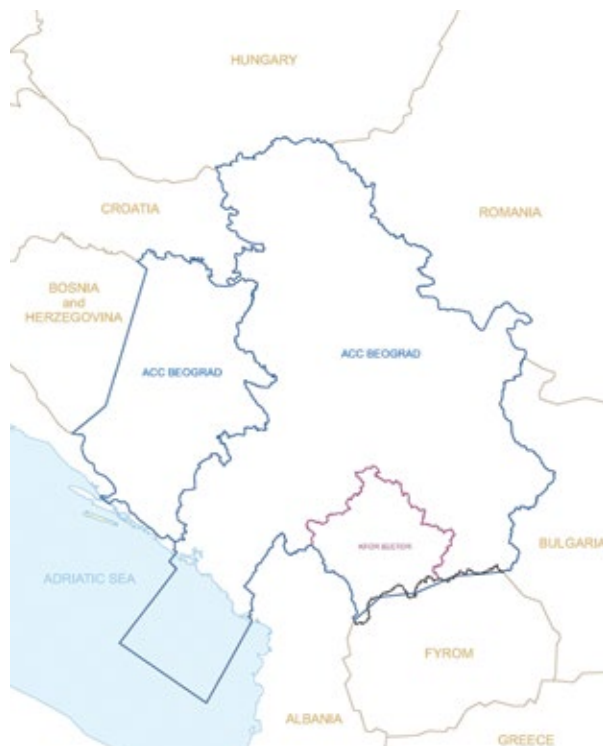 HUNGARY
CROATIA
ROMANIA
BOSNIA
and
HERZEGOVINA
ACC BEOGRAD
ACC BEOGRAD
KFOR SECTOR
BULGARIA
ADRIATIC SEA
FYROM
ALBANIA
GREECE